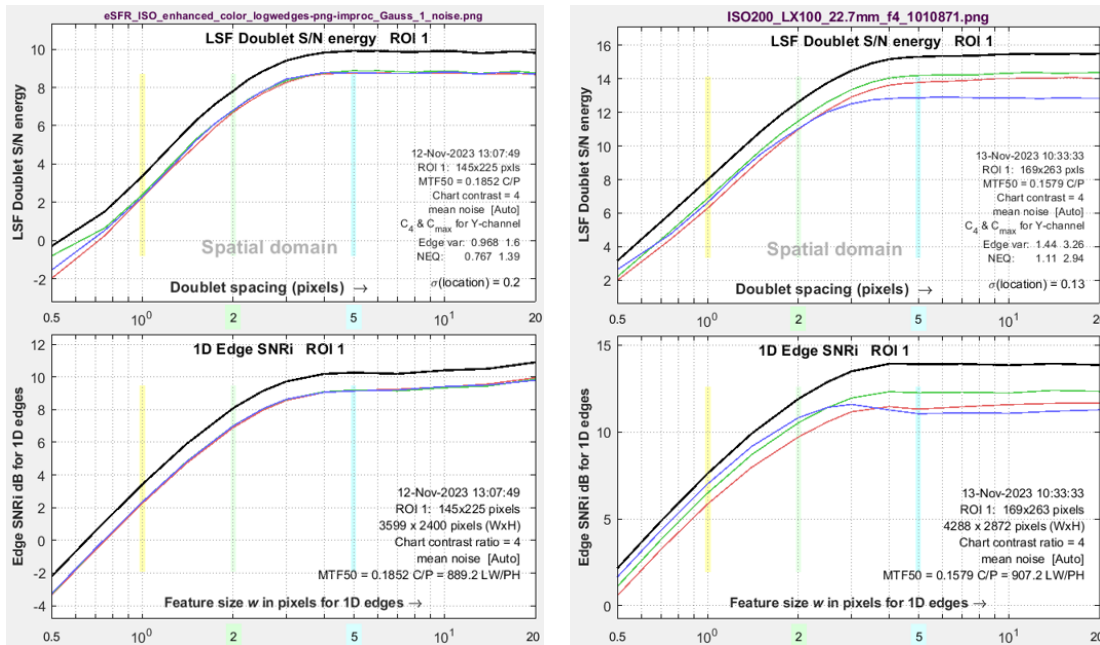 eSFR_ISO_enhanced_color_logwedges-png-improc_Gauss_1_noise.png
LSF Doublet S/N energy   ROI 1
LSF Doublet S/N energy
10
8
6
4
2
0
-2
12-Nov-2023 13:07:49
ROI 1:  145x225 pxls
MTF50 = 0.1852 C/P
Chart contrast = 4
mean noise  [Auto]
C4 & Cmax for Y-channel
Edge var:  0.968  1.6
NEQ:  0.767  1.39
σ(location) = 0.2
Spatial domain
Doublet spacing (pixels)  →
0.5 10^0 2 5 10^1 20
1D Edge SNRi   ROI 1
Edge SNRi dB for 1D edges
12
10
8
6
4
2
0
-2
-4
12-Nov-2023 13:07:49
ROI 1:  145x225 pixels
3599 x 2400 pixels (WxH)
Chart contrast ratio = 4
mean noise  [Auto]
MTF50 = 0.1852 C/P = 889.2 LW/PH
Feature size w in pixels for 1D edges →
0.5 10^0 2 5 10^1 20
ISO200_LX100_22.7mm_f4_1010871.png
LSF Doublet S/N energy   ROI 1
LSF Doublet S/N energy
16
14
12
10
8
6
4
2
13-Nov-2023 10:33:33
ROI 1:  169x263 pxls
MTF50 = 0.1579 C/P
Chart contrast = 4
mean noise  [Auto]
C4 & Cmax for Y-channel
Edge var:  1.44  3.26
NEQ:  1.11  2.94
σ(location) = 0.13
Spatial domain
Doublet spacing (pixels)  →
0.5 10^0 2 5 10^1 20
1D Edge SNRi   ROI 1
Edge SNRi dB for 1D edges
15
10
5
0
13-Nov-2023 10:33:33
ROI 1:  169x263 pixels
4288 x 2872 pixels (WxH)
Chart contrast ratio = 4
mean noise  [Auto]
MTF50 = 0.1579 C/P = 907.2 LW/PH
Feature size w in pixels for 1D edges →
0.5 10^0 2 5 10^1 20